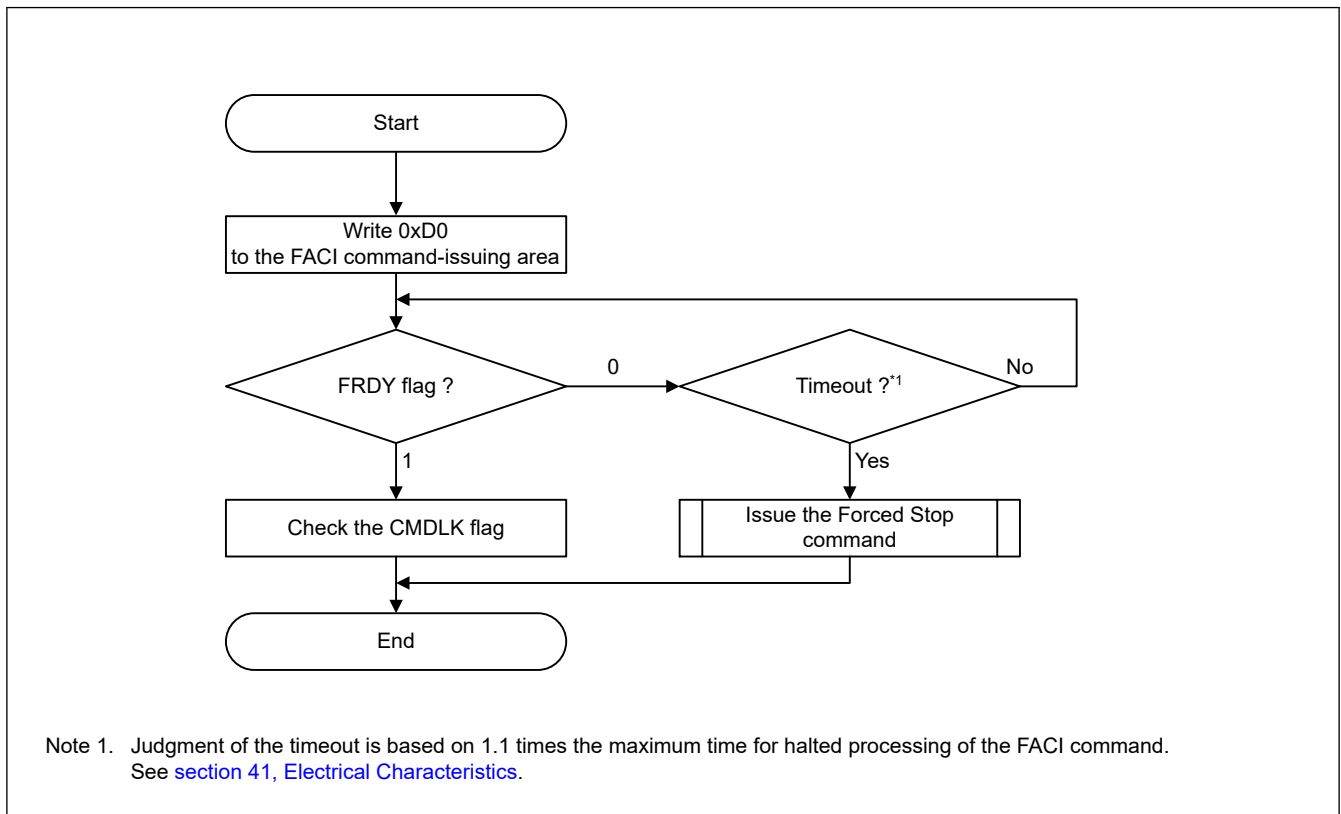 Start
Write 0xD0
to the FACI command-issuing area
FRDY flag ?
0
Timeout ?*1
No
1
Yes
Check the CMDLK flag
Issue the Forced Stop
command
End
Note 1. Judgment of the timeout is based on 1.1 times the maximum time for halted processing of the FACI command.
See section 41, Electrical Characteristics.